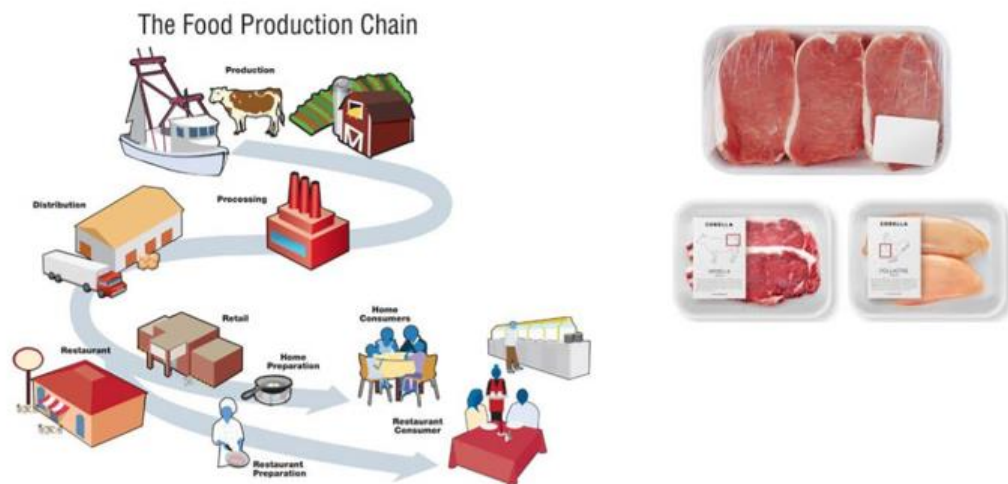 The Food Production Chain
Production
Distribution
Processing
Retail
Home
Consumers
Restaurant
Home
Preparation
Restaurant
Consumer
Restaurant
Preparation
CORELLA
CORELLA